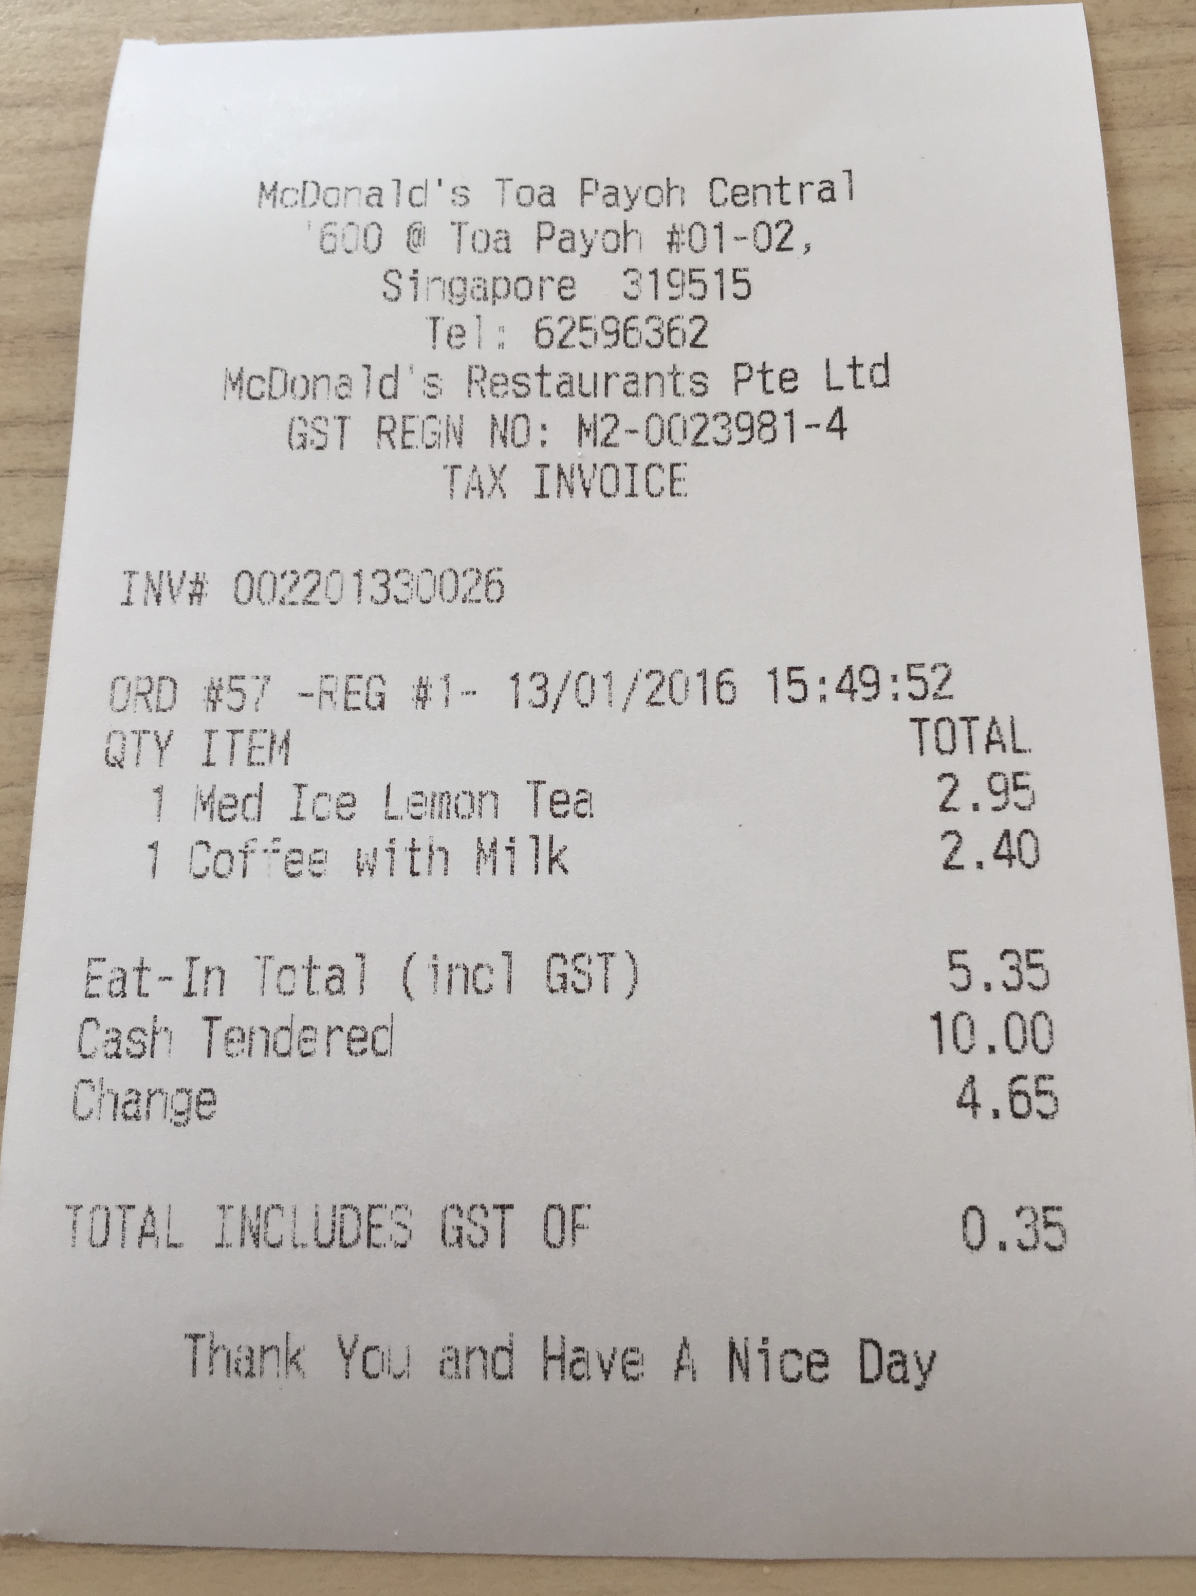 McDonald's Toa Payoh Central
'600 @ Toa Payoh #01-02,
Singapore 319515
Tel: 62596362
McDonald's Restaurants Pte Ltd
GST REGN NO: M2-0023981-4
TAX INVOICE
INV# 002201330026
ORD #57 -REG #1- 13/01/2016 15:49:52
QTY ITEM TOTAL
1 Med Ice Lemon Tea 2.95
1 Coffee with Milk 2.40
Eat-In Total (incl GST) 5.35
Cash Tendered 10.00
Change 4.65
TOTAL INCLUDES GST OF 0.35
Thank You and Have A Nice Day